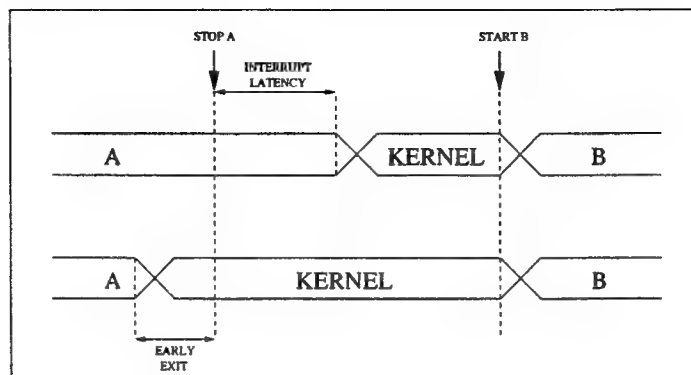 STOP A
START B
INTERRUPT
LATENCY
A
KERNEL
B
A
KERNEL
B
EARLY
EXIT